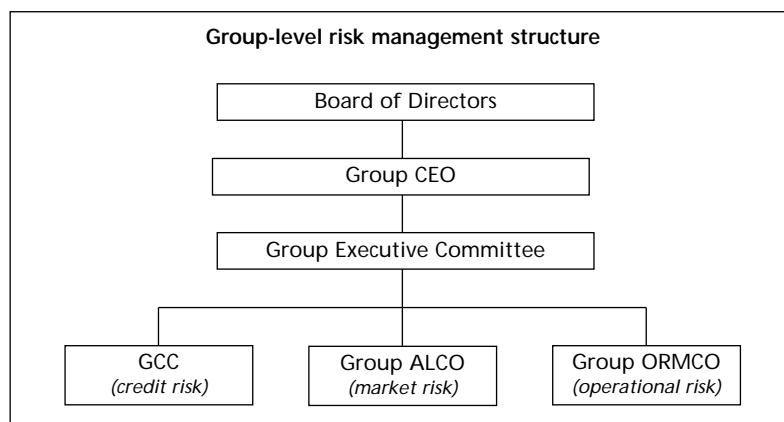 Group-level risk management structure
Board of Directors
Group CEO
Group Executive Committee
GCC
(credit risk)
Group ALCO
(market risk)
Group ORMCO
(operational risk)